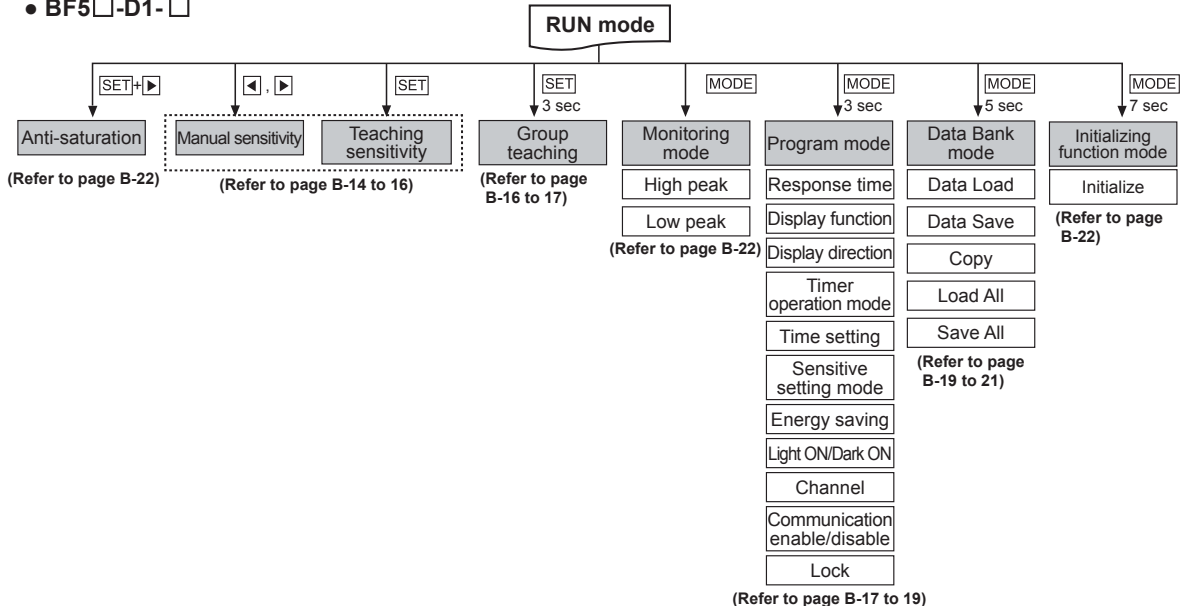 ● BF5□-D1-□
RUN mode
SET+▶
◀ , ▶
SET
SET
3 sec
MODE
MODE
3 sec
MODE
5 sec
MODE
7 sec
Anti-saturation
(Refer to page B-22)
Manual sensitivity
Teaching
sensitivity
(Refer to page B-14 to 16)
Group
teaching
(Refer to page
B-16 to 17)
Monitoring
mode
High peak
Low peak
(Refer to page B-22)
Program mode
Response time
Display function
Display direction
Timer
operation mode
Time setting
Sensitive
setting mode
Energy saving
Light ON/Dark ON
Channel
Communication
enable/disable
Lock
(Refer to page B-17 to 19)
Data Bank
mode
Data Load
Data Save
Copy
Load All
Save All
(Refer to page
B-19 to 21)
Initializing
function mode
Initialize
(Refer to page
B-22)